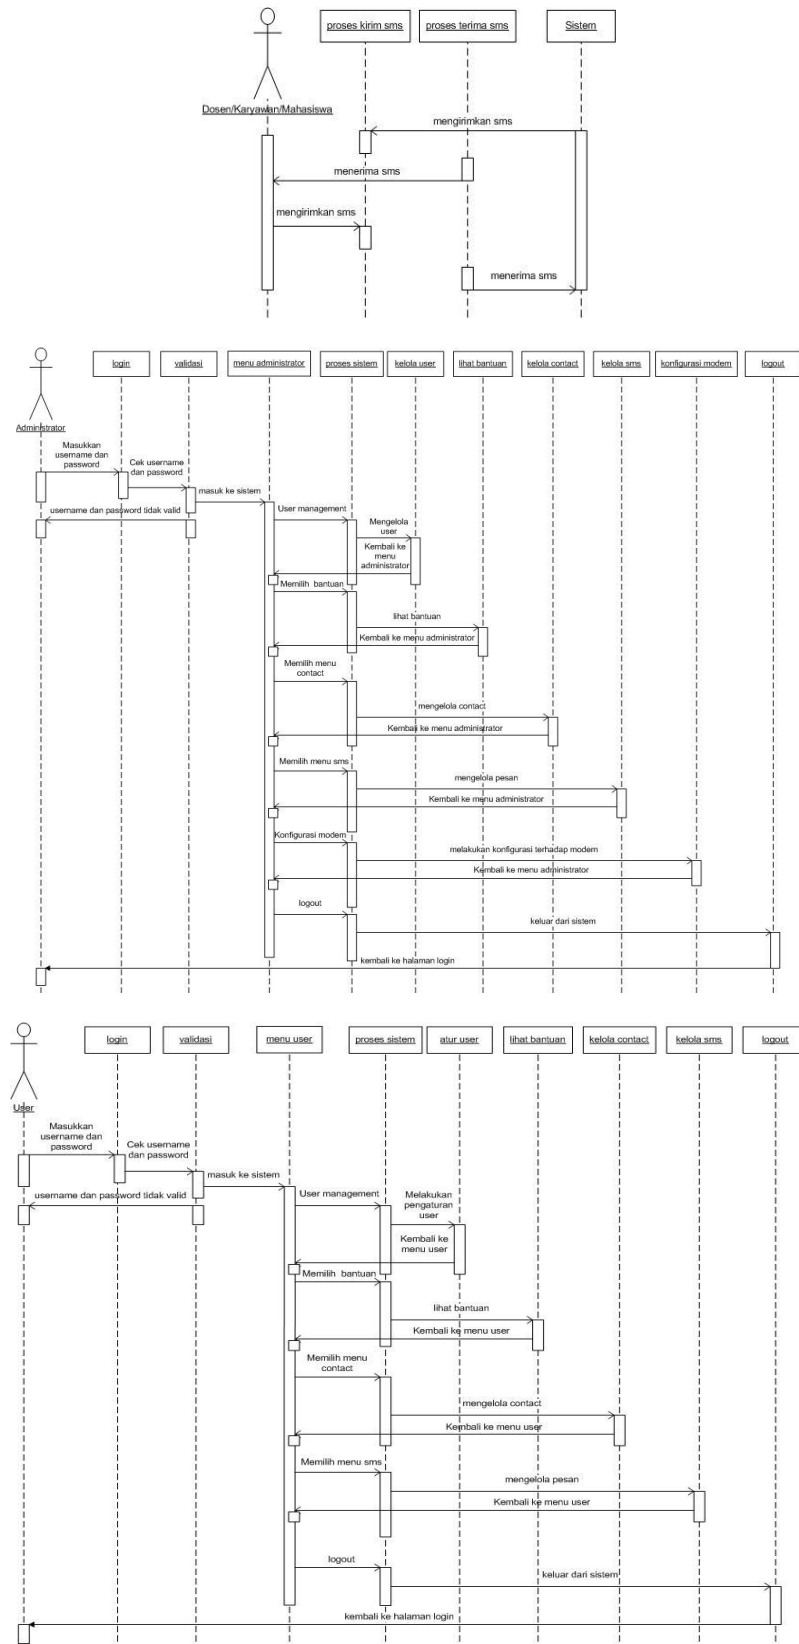 proses kirim sms
proses terima sms
Sistem
Dosen/Karyawan/Mahasiswa
mengirimkan sms
menerima sms
mengirimkan sms
menerima sms
login
validasi
menu administrator
proses sistem
kelola user
lihat bantuan
kelola contact
kelola sms
konfigurasi modem
logout
Administrator
Masukkan
username dan
password
Cek username
dan password
masuk ke sistem
username dan password tidak valid
User management
Mengelola
user
Kembali ke
menu
administrator
Memilih bantuan
lihat bantuan
Kembali ke menu administrator
Memilih menu
contact
mengelola contact
Kembali ke menu administrator
Memilih menu sms
mengelola pesan
Kembali ke menu administrator
Konfigurasi modem
melakukan konfigurasi terhadap modem
Kembali ke menu administrator
logout
keluar dari sistem
kembali ke halaman login
login
validasi
menu user
proses sistem
atur user
lihat bantuan
kelola contact
kelola sms
logout
User
Masukkan
username dan
password
Cek username
dan password
masuk ke sistem
username dan password tidak valid
User management
Melakukan
pengaturan
user
Kembali ke
menu user
Memilih bantuan
lihat bantuan
Kembali ke menu user
Memilih menu
contact
mengelola contact
Kembali ke menu user
Memilih menu sms
mengelola pesan
Kembali ke menu user
logout
keluar dari sistem
kembali ke halaman login